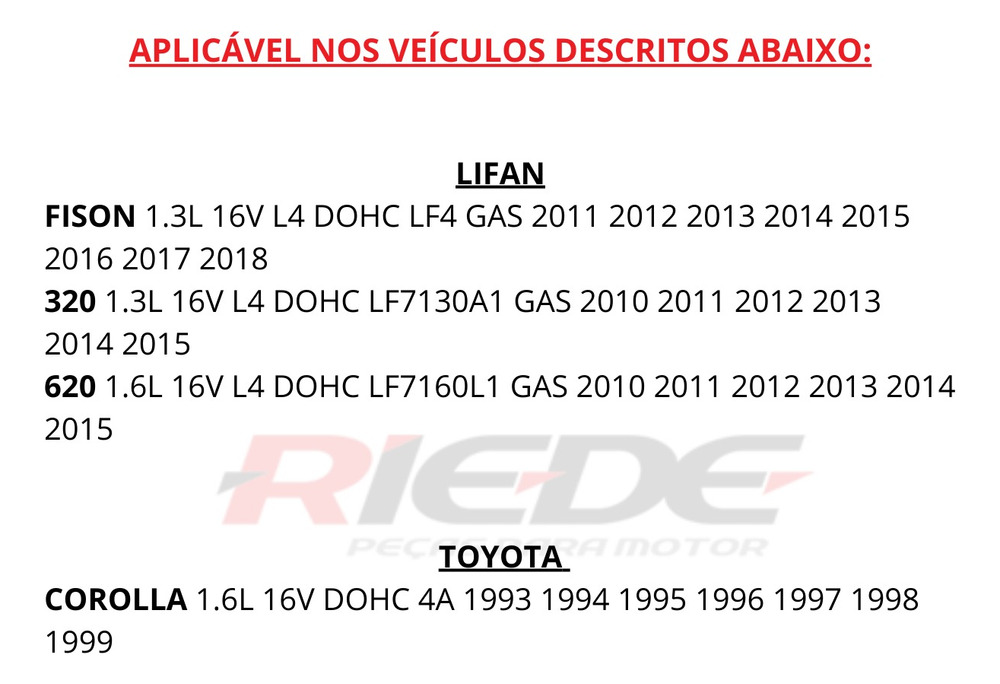 APLICÁVEL NOS VEÍCULOS DESCRITOS ABAIXO:
LIFAN
FISON 1.3L 16V L4 DOHC LF4 GAS 2011 2012 2013 2014 2015
2016 2017 2018
320 1.3L 16V L4 DOHC LF7130A1 GAS 2010 2011 2012 2013
2014 2015
620 1.6L 16V L4 DOHC LF7160L1 GAS 2010 2011 2012 2013 2014
2015
RIEDE
PEÇAS PARA MOTOR
TOYOTA
COROLLA 1.6L 16V DOHC 4A 1993 1994 1995 1996 1997 1998
1999